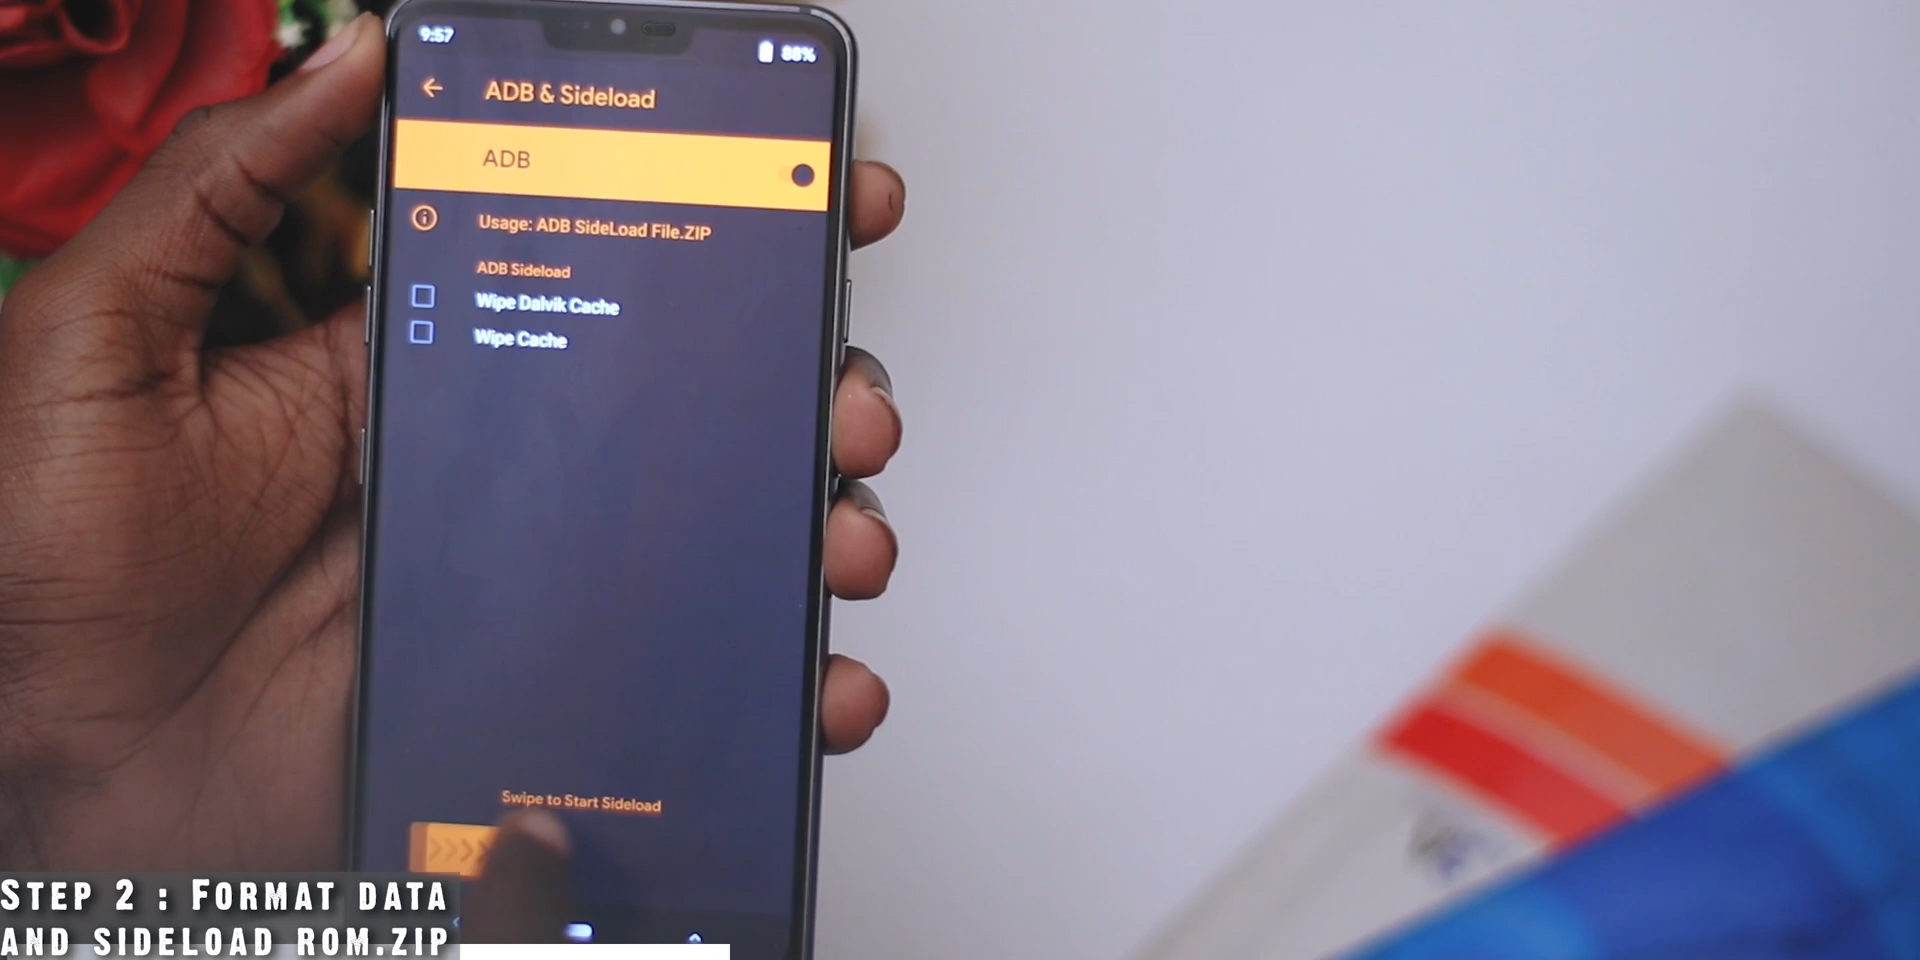 9:57
88%
ADB & Sideload
ADB
Usage: ADB SideLoad File.ZIP
ADB Sideload
Wipe Dalvik Cache
Wipe Cache
Swipe to Start Sideload
STEP 2 : FORMAT DATA
AND SIDELOAD ROM.ZIP